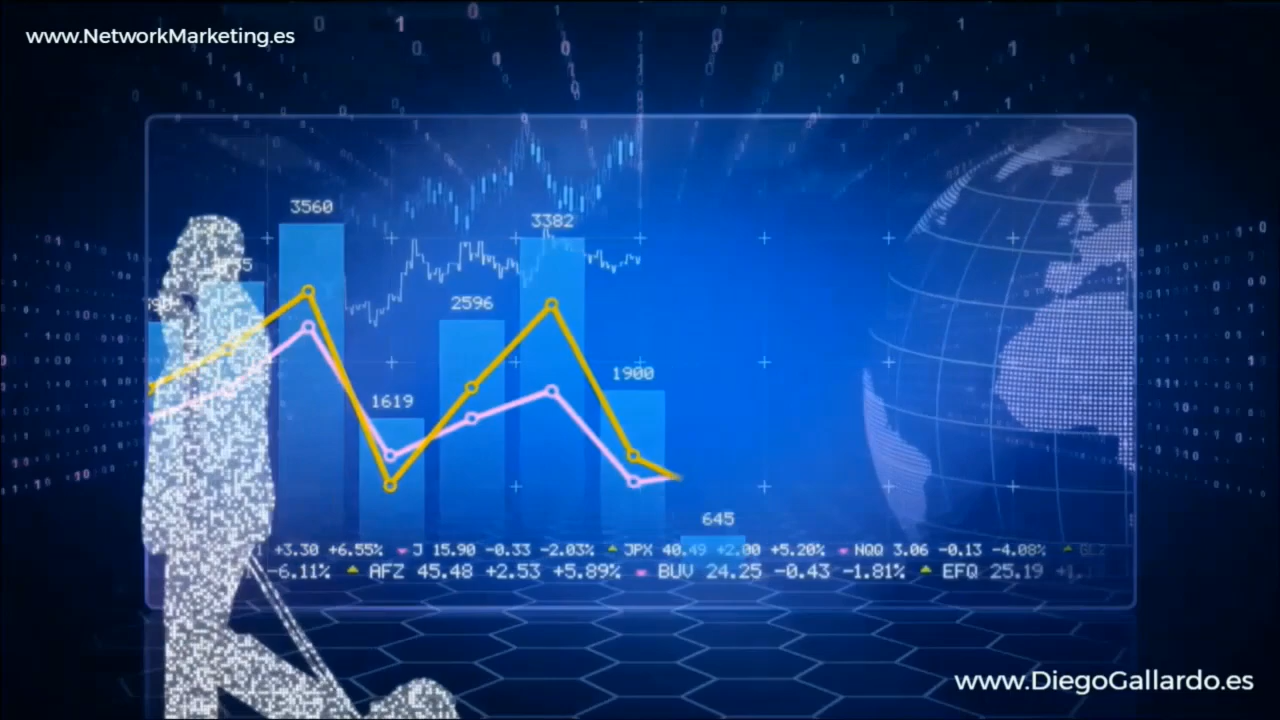 www.NetworkMarketing.es
3560
3382
2596
1900
1619
645
+3.30 +6.55% J 15.90 -0.33 -2.03% JPX 40.49 +2.00 +5.20% NQQ 3.06 -0.13 -4.08%
-6.11% AFZ 45.48 +2.53 +5.89% BUV 24.25 -0.43 -1.81% EFQ 25.19
www.DiegoGallardo.es